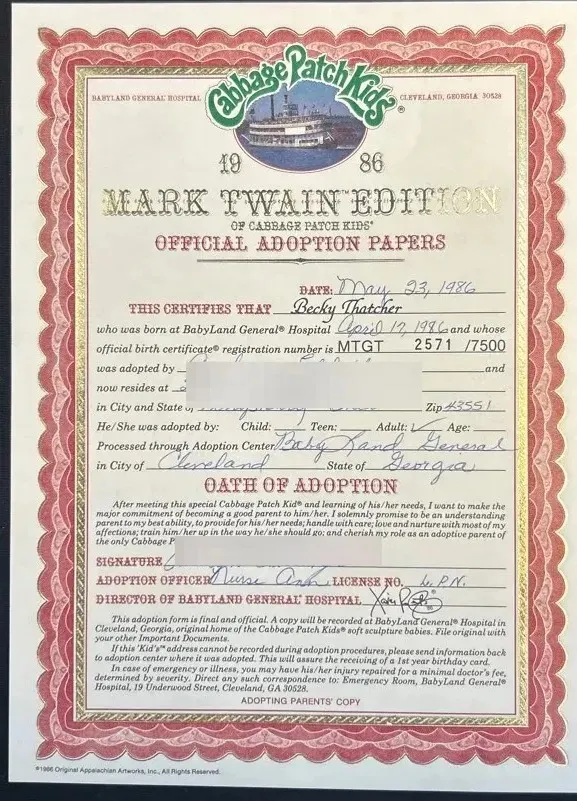 Cabbage Patch Kids®
BABYLAND GENERAL HOSPITAL
CLEVELAND, GEORGIA 30528
19 86
MARK TWAIN™ EDITION
OF CABBAGE PATCH KIDS®
OFFICIAL ADOPTION PAPERS
DATE: May 23, 1986
THIS CERTIFIES THAT Becky Thatcher
who was born at BabyLand General® Hospital April 17, 1986 and whose
official birth certificate® registration number is MTGT 2571 /7500
was adopted by and
now resides at
in City and State of Zip 43551
He/She was adopted by: Child: Teen: Adult: ✓ Age:
Processed through Adoption Center Baby Land General
in City of Cleveland State of Georgia
OATH OF ADOPTION
After meeting this special Cabbage Patch Kid® and learning of his/her needs, I want to make the
major commitment of becoming a good parent to him/her. I solemnly promise to be an understanding
parent to my best ability, to provide for his/her needs; handle with care; love and nurture with most of my
affections; train him/her up in the way he/she should go; and cherish my role as an adoptive parent of
the only Cabbage P
SIGNATURE
ADOPTION OFFICER Nurse Ann LICENSE NO. L.P.N.
DIRECTOR OF BABYLAND GENERAL® HOSPITAL
This adoption form is final and official. A copy will be recorded at BabyLand General® Hospital in
Cleveland, Georgia, original home of the Cabbage Patch Kids® soft sculpture babies. File original with
your other Important Documents.
If this 'Kid's'™ address cannot be recorded during adoption procedures, please send information back
to adoption center where it was adopted. This will assure the receiving of a 1st year birthday card.
In case of emergency or illness, you may have his/her injury repaired for a minimal doctor's fee,
determined by severity. Direct any such correspondence to: Emergency Room, BabyLand General®
Hospital, 19 Underwood Street, Cleveland, GA 30528.
ADOPTING PARENTS' COPY
©1986 Original Appalachian Artworks, Inc., All Rights Reserved.